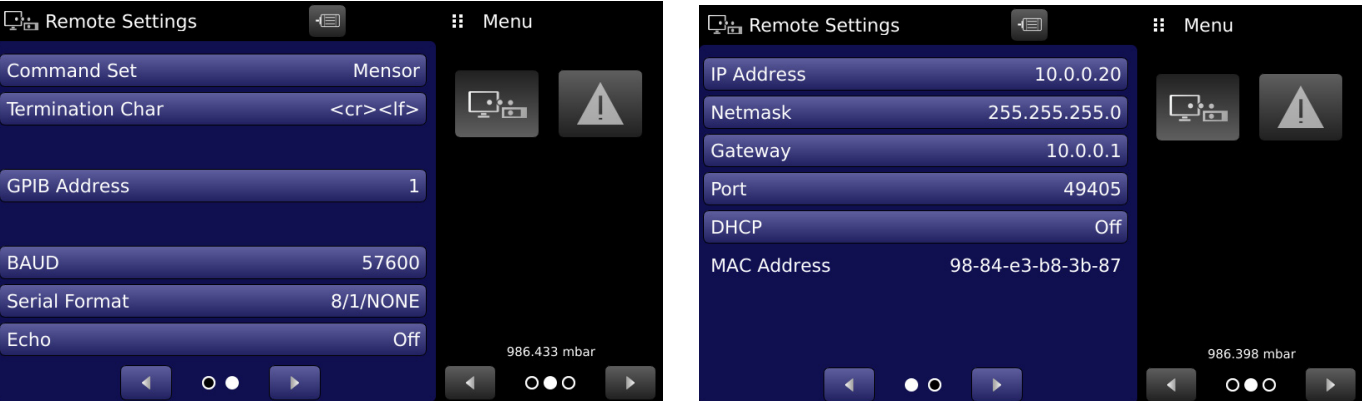 Remote Settings
Menu
Command Set Mensor
Termination Char <cr><lf>
GPIB Address 1
BAUD 57600
Serial Format 8/1/NONE
Echo Off
986.433 mbar
Remote Settings
Menu
IP Address 10.0.0.20
Netmask 255.255.255.0
Gateway 10.0.0.1
Port 49405
DHCP Off
MAC Address 98-84-e3-b8-3b-87
986.398 mbar